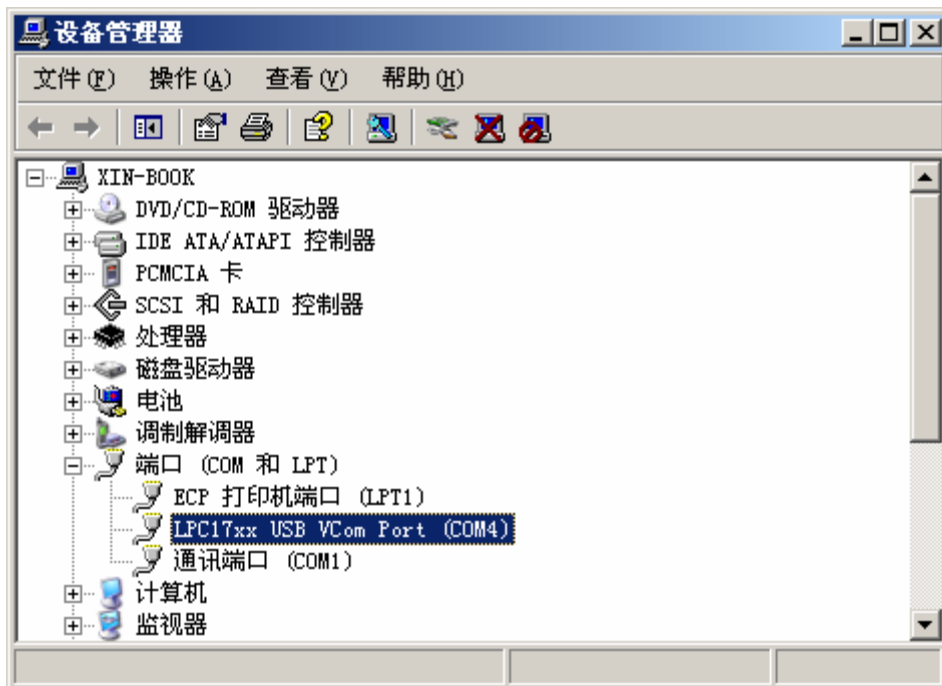 设备管理器
文件(F) 操作(A) 查看(V) 帮助(H)
XIN-BOOK
DVD/CD-ROM 驱动器
IDE ATA/ATAPI 控制器
PCMCIA 卡
SCSI 和 RAID 控制器
处理器
磁盘驱动器
电池
调制解调器
端口 (COM 和 LPT)
ECP 打印机端口 (LPT1)
LPC17xx USB VCom Port (COM4)
通讯端口 (COM1)
计算机
监视器